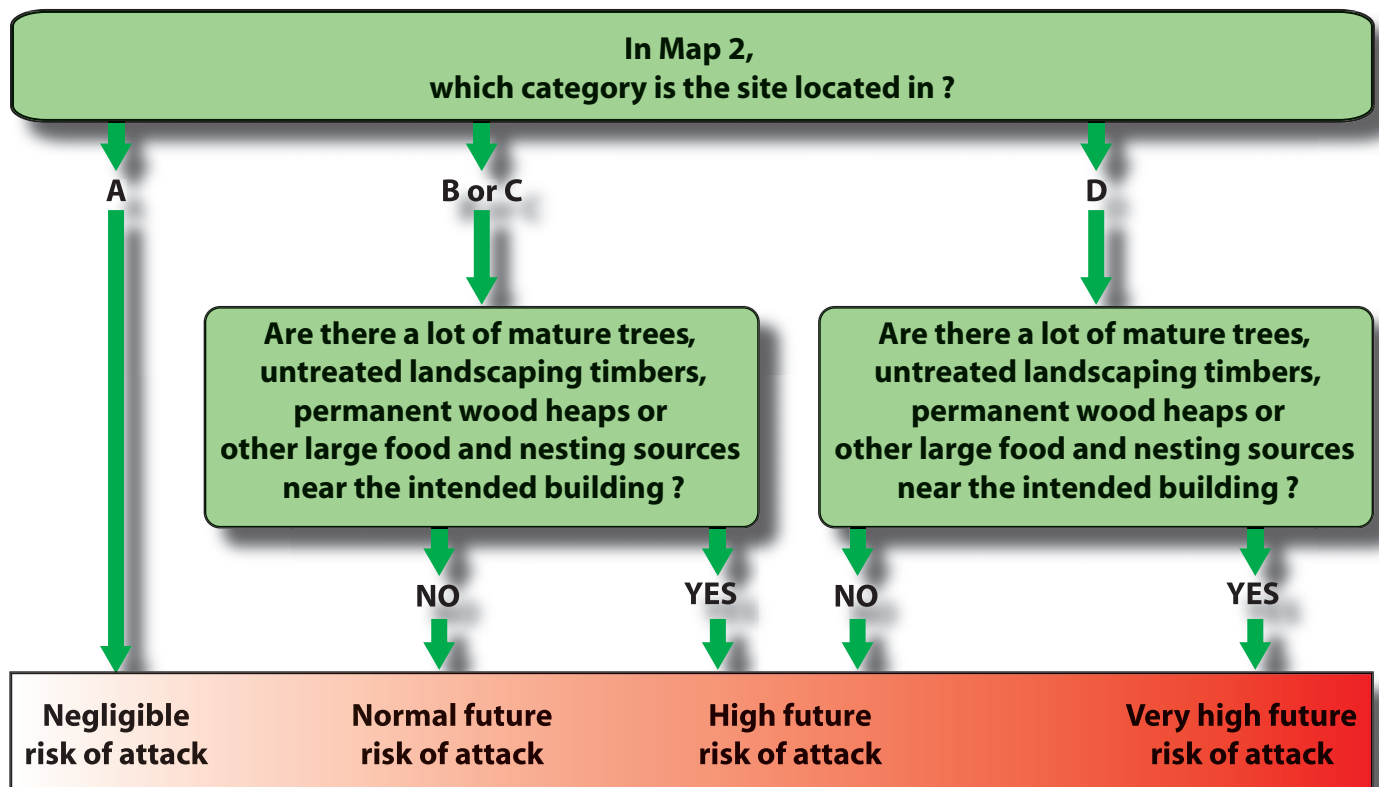 In Map 2,
which category is the site located in ?
A
B or C
D
Are there a lot of mature trees,
untreated landscaping timbers,
permanent wood heaps or
other large food and nesting sources
near the intended building ?
Are there a lot of mature trees,
untreated landscaping timbers,
permanent wood heaps or
other large food and nesting sources
near the intended building ?
NO
YES
NO
YES
Negligible
risk of attack
Normal future
risk of attack
High future
risk of attack
Very high future
risk of attack